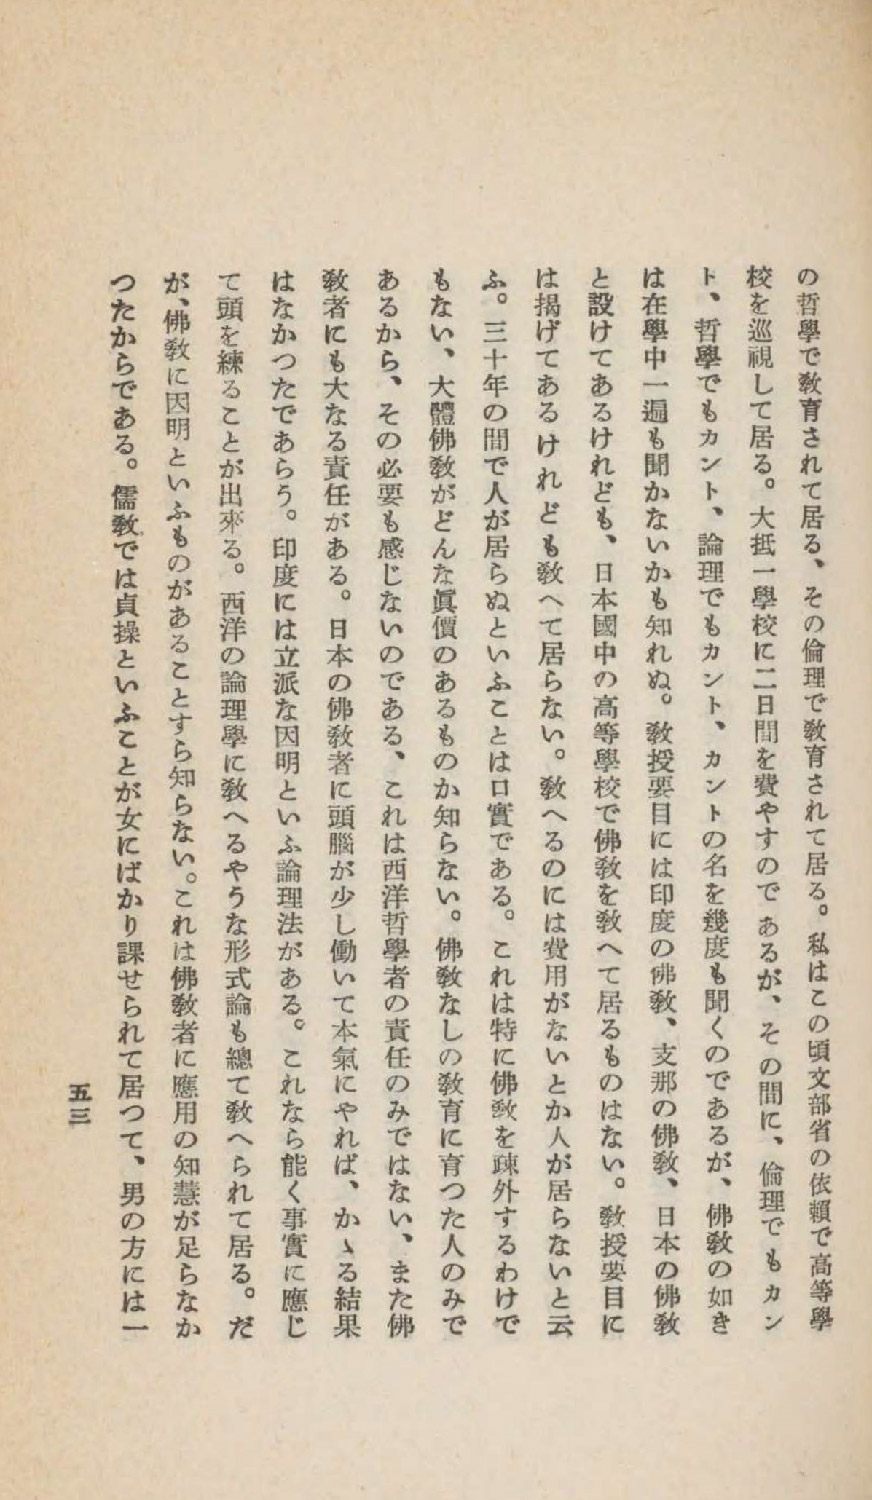 の哲學で敎育されて居る、その倫理で敎育されて居る。私はこの頃文部省の依賴で高等學
校を巡視して居る。大抵一學校に二日間を費やすのであるが、その間に、倫理でもカン
ト、哲學でもカント、論理でもカント、カントの名を幾度も聞くのであるが、佛敎の如き
は在學中一遍も聞かないかも知れぬ。敎授要目には印度の佛敎、支那の佛敎、日本の佛敎
と設けてあるけれども、日本國中の高等學校で佛敎を敎へて居るものはない。敎授要目に
は揭げてあるけれども敎へて居らない。敎へるのには費用がないとか人が居らないと云
ふ。三十年の間で人が居らぬといふことは口實である。これは特に佛敎を疎外するわけで
もない、大體佛敎がどんな眞價のあるものか知らない。佛敎なしの敎育に育つた人のみで
あるから、その必要も感じないのである、これは西洋哲學者の責任のみではない、また佛
敎者にも大なる責任がある。日本の佛敎者に頭腦が少し働いて本氣にやれば、かゝる結果
はなかつたであらう。印度には立派な因明といふ論理法がある。これなら能く事實に應じ
て頭を練ることが出來る。西洋の論理學に敎へるやうな形式論も總て敎へられて居る。だ
が、佛敎に因明といふものがあることすら知らない。これは佛敎者に應用の知慧が足らなか
つたからである。儒敎では貞操といふことが女にばかり課せられて居つて、男の方には一
五三